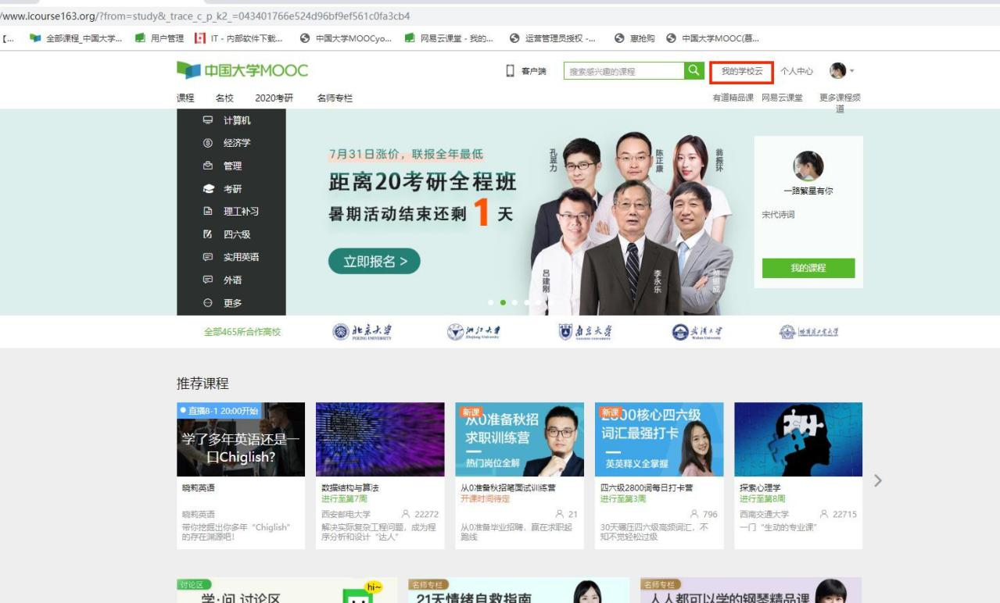 /www.icourse163.org/?from=study&_trace_c_p_k2_=043401766e524d96bf9ef561c0fa3cb4
【...
全部课程_中国大学...
用户管理
IT - 内部软件下载...
中国大学MOOCyo...
网易云课堂 - 我的...
运营管理员授权 -...
惠抢购
中国大学MOOC(慕...
中国大学MOOC
客户端
搜索感兴趣的课程
我的学校云
个人中心
课程
名校
2020考研
名师专栏
有道精品课
网易云课堂
更多课程频
道
计算机
经济学
管理
考研
理工补习
四六级
实用英语
外语
更多
7月31日涨价，联报全年最低
距离20考研全程班
暑期活动结束还剩 1 天
立即报名 >
孔昱力
陈正康
翁振环
吕建刚
李永乐
一路繁星有你
宋代诗词
我的课程
全部465所合作高校
北京大学
PEKING UNIVERSITY
浙江大学
Zhejiang University
南京大学
NANJING UNIVERSITY
武汉大学
Wuhan University
哈尔滨工业大学
推荐课程
直播8-1 20:00开始
学了多年英语还是一
口Chiglish?
晓莉英语
晓莉英语
带你挖掘出你多年“Chiglish”
的存在渊源吧!
数据结构与算法
进行至第7周
西安邮电大学
22272
解决实际复杂工程问题，成为程
序分析和设计“达人”
新课
从0准备秋招
求职训练营
热门岗位全解
从0准备秋招笔面试训练营
开课时间待定
21
从0准备毕业招聘，赢在求职起
跑线
新课
2800核心四六级
词汇最强打卡
英英释义全掌握
四六级2800词每日打卡营
进行至第3周
796
30天碾压四六级高频词汇，不
知不觉轻松过级
探索心理学
进行至第8周
西南交通大学
22715
一门“生动的专业课”
讨论区
学·问 讨论区
hi~
名师专栏
21天情绪自救指南
名师专栏
人人都可以学的钢琴精品课